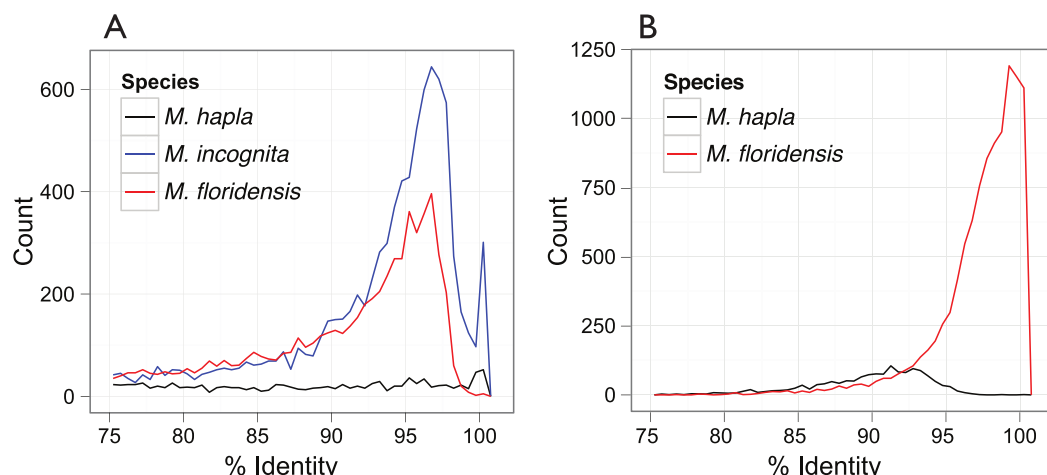 A
Count
600
400
200
0
Species
M. hapla
M. incognita
M. floridensis
75 80 85 90 95 100
% Identity
B
Count
1250
1000
750
500
250
0
Species
M. hapla
M. floridensis
75 80 85 90 95 100
% Identity